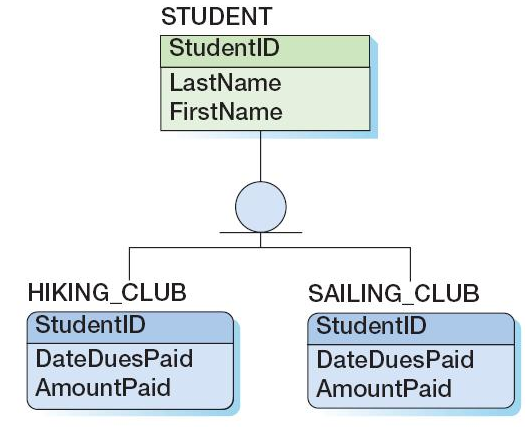 STUDENT
StudentID
LastName
FirstName
HIKING_CLUB
StudentID
DateDuesPaid
AmountPaid
SAILING_CLUB
StudentID
DateDuesPaid
AmountPaid